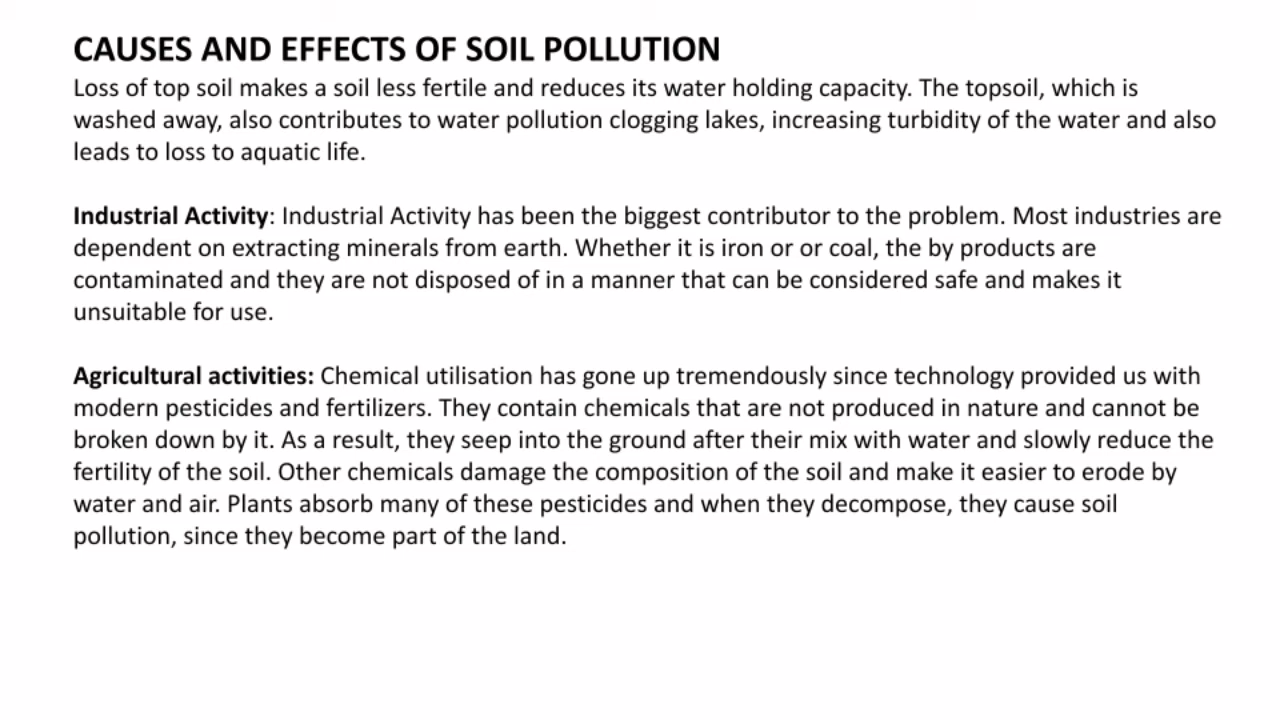 CAUSES AND EFFECTS OF SOIL POLLUTION
Loss of top soil makes a soil less fertile and reduces its water holding capacity. The topsoil, which is
washed away, also contributes to water pollution clogging lakes, increasing turbidity of the water and also
leads to loss to aquatic life.
Industrial Activity: Industrial Activity has been the biggest contributor to the problem. Most industries are
dependent on extracting minerals from earth. Whether it is iron or or coal, the by products are
contaminated and they are not disposed of in a manner that can be considered safe and makes it
unsuitable for use.
Agricultural activities: Chemical utilisation has gone up tremendously since technology provided us with
modern pesticides and fertilizers. They contain chemicals that are not produced in nature and cannot be
broken down by it. As a result, they seep into the ground after their mix with water and slowly reduce the
fertility of the soil. Other chemicals damage the composition of the soil and make it easier to erode by
water and air. Plants absorb many of these pesticides and when they decompose, they cause soil
pollution, since they become part of the land.